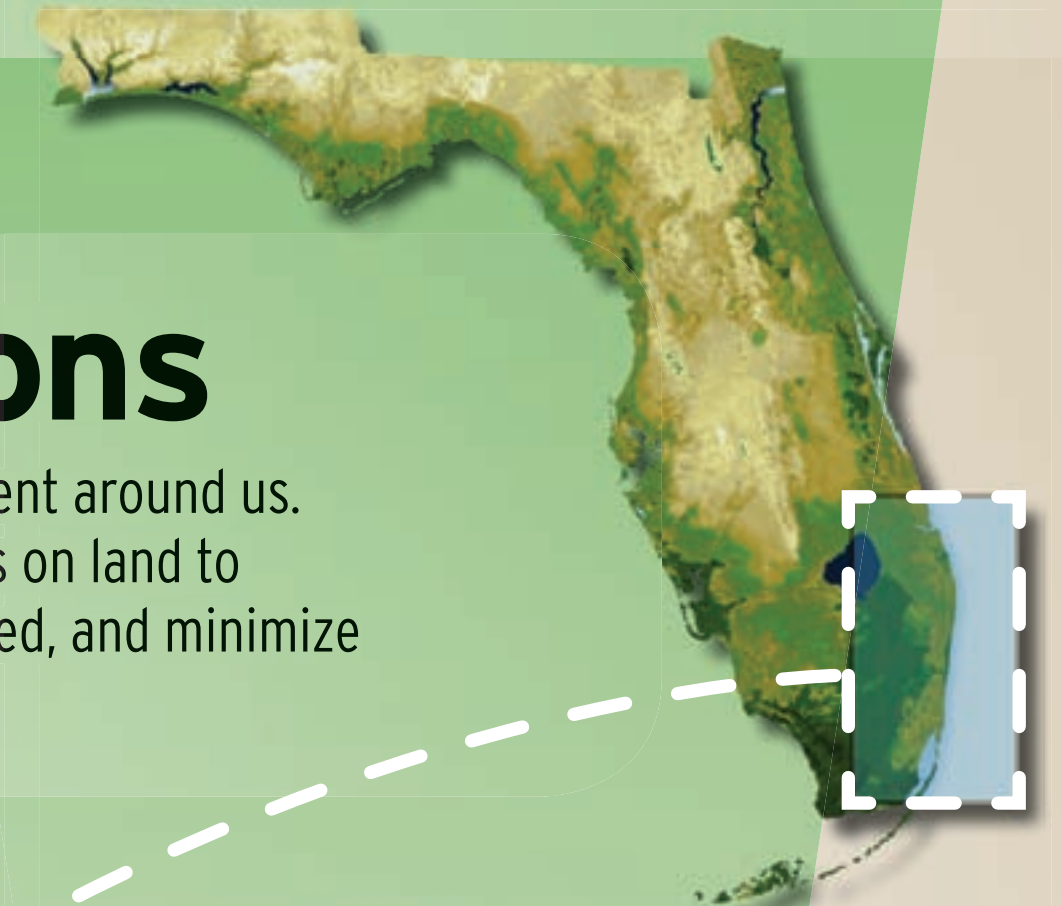 ons
ent around us.
s on land to
ed, and minimize